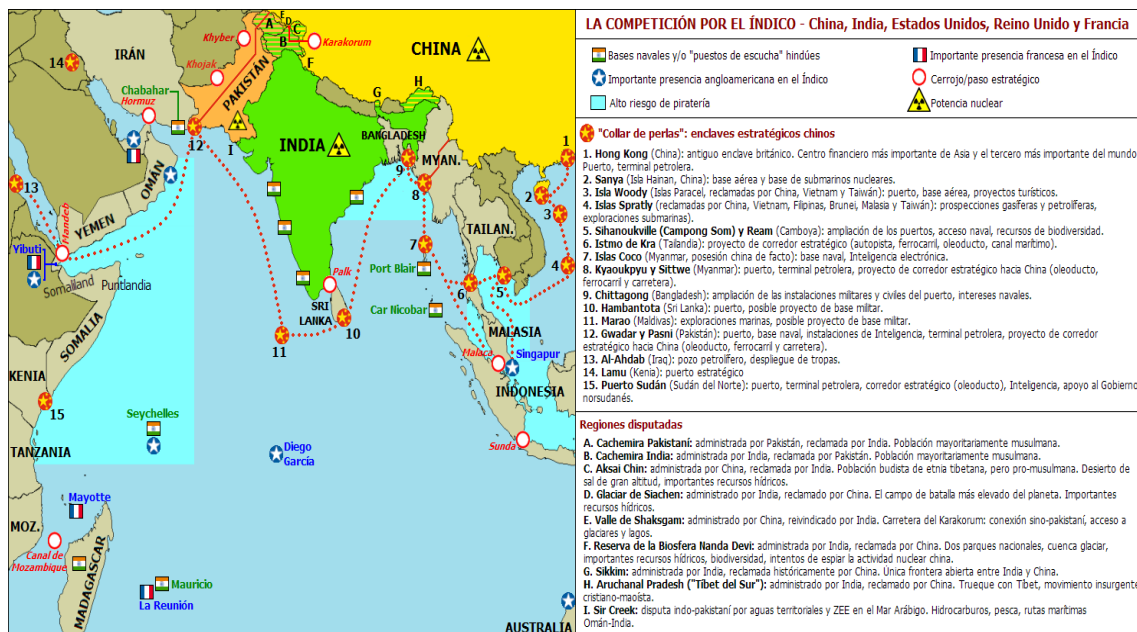 LA COMPETICIÓN POR EL ÍNDICO - China, India, Estados Unidos, Reino Unido y Francia
Bases navales y/o "puestos de escucha" hindúes
Importante presencia francesa en el Índico
Importante presencia angloamericana en el Índico
Cerrojo/paso estratégico
Alto riesgo de piratería
Potencia nuclear
"Collar de perlas": enclaves estratégicos chinos
1. Hong Kong (China): antiguo enclave británico. Centro financiero más importante de Asia y el tercero más importante del mundo.
Puerto, terminal petrolera.
2. Sanya (Isla Hainan, China): base aérea y base de submarinos nucleares.
3. Isla Woody (Islas Paracel, reclamadas por China, Vietnam y Taiwán): puerto, base aérea, proyectos turísticos.
4. Islas Spratly (reclamadas por China, Vietnam, Filipinas, Brunei, Malasia y Taiwán): prospecciones gasíferas y petrolíferas,
exploraciones submarinas).
5. Sihanoukville (Campong Som) y Ream (Camboya): ampliación de los puertos, acceso naval, recursos de biodiversidad.
6. Istmo de Kra (Tailandia): proyecto de corredor estratégico (autopista, ferrocarril, oleoducto, canal marítimo).
7. Islas Coco (Myanmar, posesión china de facto): base naval, Inteligencia electrónica.
8. Kyaoukpyu y Sittwe (Myanmar): puerto, terminal petrolera, proyecto de corredor estratégico hacia China (oleoducto,
ferrocarril y carretera).
9. Chittagong (Bangladesh): ampliación de las instalaciones militares y civiles del puerto, intereses navales.
10. Hambantota (Sri Lanka): puerto, posible proyecto de base militar.
11. Marao (Maldivas): exploraciones marinas, posible proyecto de base militar.
12. Gwadar y Pasni (Pakistán): puerto, base naval, instalaciones de Inteligencia, terminal petrolera, proyecto de corredor
estratégico hacia China (oleoducto, ferrocarril y carretera).
13. Al-Ahdab (Iraq): pozo petrolífero, despliegue de tropas.
14. Lamu (Kenia): puerto estratégico
15. Puerto Sudán (Sudán del Norte): puerto, terminal petrolera, corredor estratégico (oleoducto), Inteligencia, apoyo al Gobierno
norsudanés.
Regiones disputadas
A. Cachemira Pakistaní: administrada por Pakistán, reclamada por India. Población mayoritariamente musulmana.
B. Cachemira India: administrada por India, reclamada por Pakistán. Población mayoritariamente musulmana.
C. Aksai Chin: administrada por China, reclamada por India. Población budista de etnia tibetana, pero pro-musulmana. Desierto de
sal de gran altitud, importantes recursos hídricos.
D. Glaciar de Siachen: administrado por India, reclamado por China. El campo de batalla más elevado del planeta. Importantes
recursos hídricos.
E. Valle de Shaksgam: administrado por China, reivindicado por India. Carretera del Karakorum: conexión sino-pakistaní, acceso a
glaciares y lagos.
F. Reserva de la Biosfera Nanda Devi: administrada por India, reclamada por China. Dos parques nacionales, cuenca glaciar,
importantes recursos hídricos, biodiversidad, intentos de espiar la actividad nuclear china.
G. Sikkim: administrada por India, reclamada históricamente por China. Única frontera abierta entre India y China.
H. Aruchanal Pradesh ("Tíbet del Sur"): administrado por India, reclamado por China. Trueque con Tíbet, movimiento insurgente
cristiano-maoísta.
I. Sir Creek: disputa indo-pakistaní por aguas territoriales y ZEE en el Mar Arábigo. Hidrocarburos, pesca, rutas marítimas
Omán-India.
IRÁN
14
Khyber
A
E
D
C
B
Karakorum
CHINA
F
Khojak
PAKISTÁN
Chabahar
Hormuz
H
G
12
I
INDIA
BANGLADESH
MYAN.
9
1
13
OMÁN
8
2
3
YEMEN
Mandeb
TAILAN.
Yibuti
7
4
Port Blair
6
5
Somaliland
Puntlandia
Palk
SRI
LANKA
10
Car Nicobar
SOMALIA
11
MALASIA
Malaca
Singapur
KENIA
INDONESIA
15
Seychelles
Sunda
TANZANIA
Diego
García
Mayotte
MOZ.
Canal de
Mozambique
MADAGASCAR
Mauricio
La Reunión
AUSTRALIA